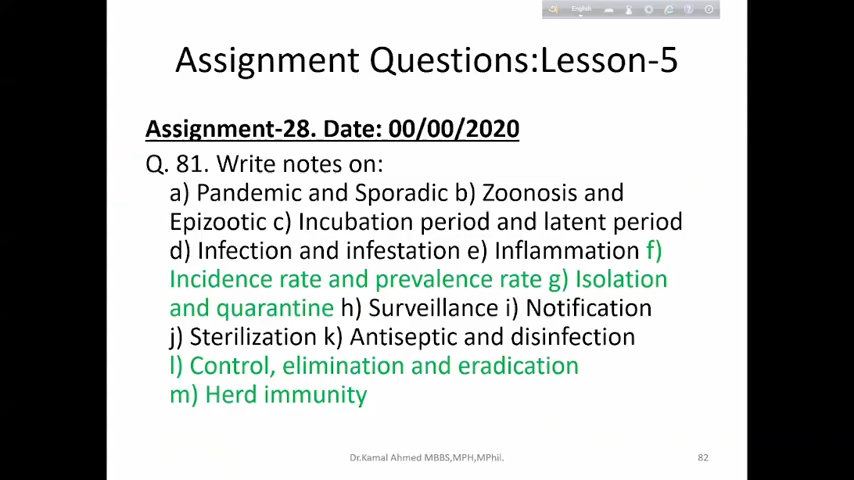 English
Assignment Questions:Lesson-5
Assignment-28. Date: 00/00/2020
Q. 81. Write notes on:
a) Pandemic and Sporadic b) Zoonosis and
Epizootic c) Incubation period and latent period
d) Infection and infestation e) Inflammation f)
Incidence rate and prevalence rate g) Isolation
and quarantine h) Surveillance i) Notification
j) Sterilization k) Antiseptic and disinfection
l) Control, elimination and eradication
m) Herd immunity
Dr.Kamal Ahmed MBBS,MPH,MPhil.
82